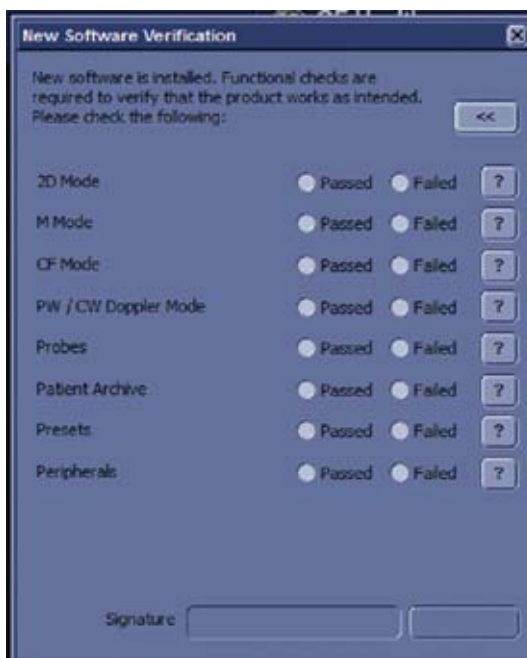 New Software Verification
New software is installed. Functional checks are
required to verify that the product works as intended.
Please check the following:
<<
2D Mode Passed Failed ?
M Mode Passed Failed ?
CF Mode Passed Failed ?
PW / CW Doppler Mode Passed Failed ?
Probes Passed Failed ?
Patient Archive Passed Failed ?
Presets Passed Failed ?
Peripherals Passed Failed ?
Signature